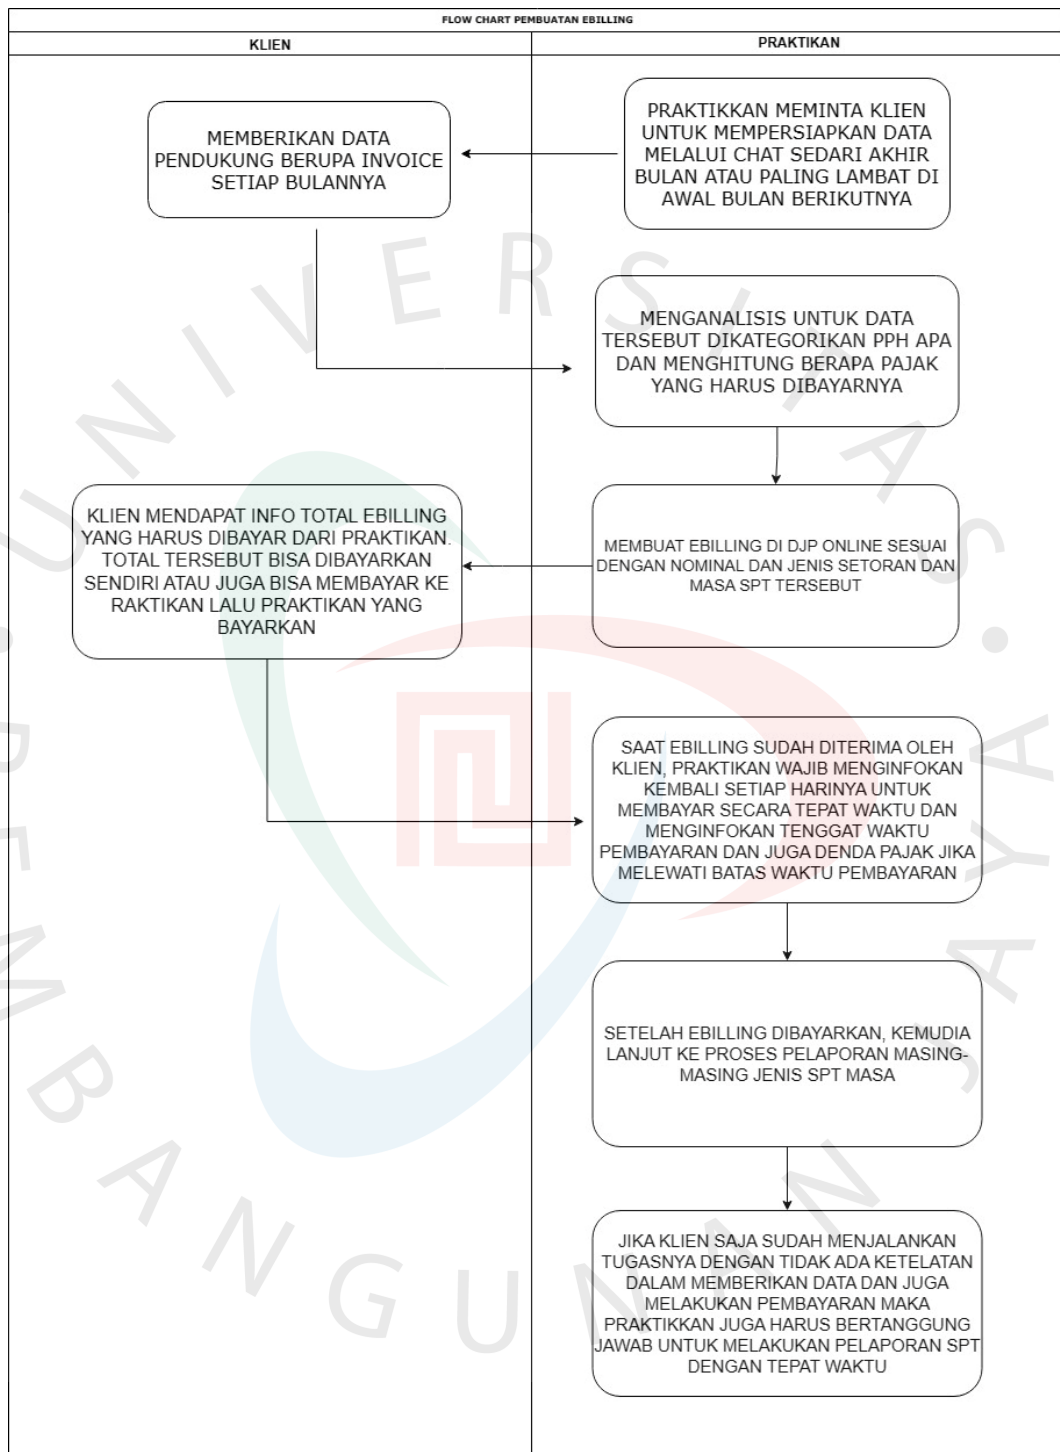 FLOW CHART PEMBUATAN EBILLING
KLIEN
PRAKTIKAN
PRAKTIKKAN MEMINTA KLIEN
UNTUK MEMPERSIAPKAN DATA
MELALUI CHAT SEDARI AKHIR
BULAN ATAU PALING LAMBAT DI
AWAL BULAN BERIKUTNYA
MEMBERIKAN DATA
PENDUKUNG BERUPA INVOICE
SETIAP BULANNYA
MENGANALISIS UNTUK DATA
TERSEBUT DIKATEGORIKAN PPH APA
DAN MENGHITUNG BERAPA PAJAK
YANG HARUS DIBAYARNYA
MEMBUAT EBILLING DI DJP ONLINE SESUAI
DENGAN NOMINAL DAN JENIS SETORAN DAN
MASA SPT TERSEBUT
KLIEN MENDAPAT INFO TOTAL EBILLING
YANG HARUS DIBAYAR DARI PRAKTIKAN.
TOTAL TERSEBUT BISA DIBAYARKAN
SENDIRI ATAU JUGA BISA MEMBAYAR KE
RAKTIKAN LALU PRAKTIKAN YANG
BAYARKAN
SAAT EBILLING SUDAH DITERIMA OLEH
KLIEN, PRAKTIKAN WAJIB MENGINFOKAN
KEMBALI SETIAP HARINYA UNTUK
MEMBAYAR SECARA TEPAT WAKTU DAN
MENGINFOKAN TENGGAT WAKTU
PEMBAYARAN DAN JUGA DENDA PAJAK JIKA
MELEWATI BATAS WAKTU PEMBAYARAN
SETELAH EBILLING DIBAYARKAN, KEMUDIA
LANJUT KE PROSES PELAPORAN MASING-
MASING JENIS SPT MASA
JIKA KLIEN SAJA SUDAH MENJALANKAN
TUGASNYA DENGAN TIDAK ADA KETELATAN
DALAM MEMBERIKAN DATA DAN JUGA
MELAKUKAN PEMBAYARAN MAKA
PRAKTIKKAN JUGA HARUS BERTANGGUNG
JAWAB UNTUK MELAKUKAN PELAPORAN SPT
DENGAN TEPAT WAKTU
UNIVERSITAS
PEMBANGUNAN JAYA